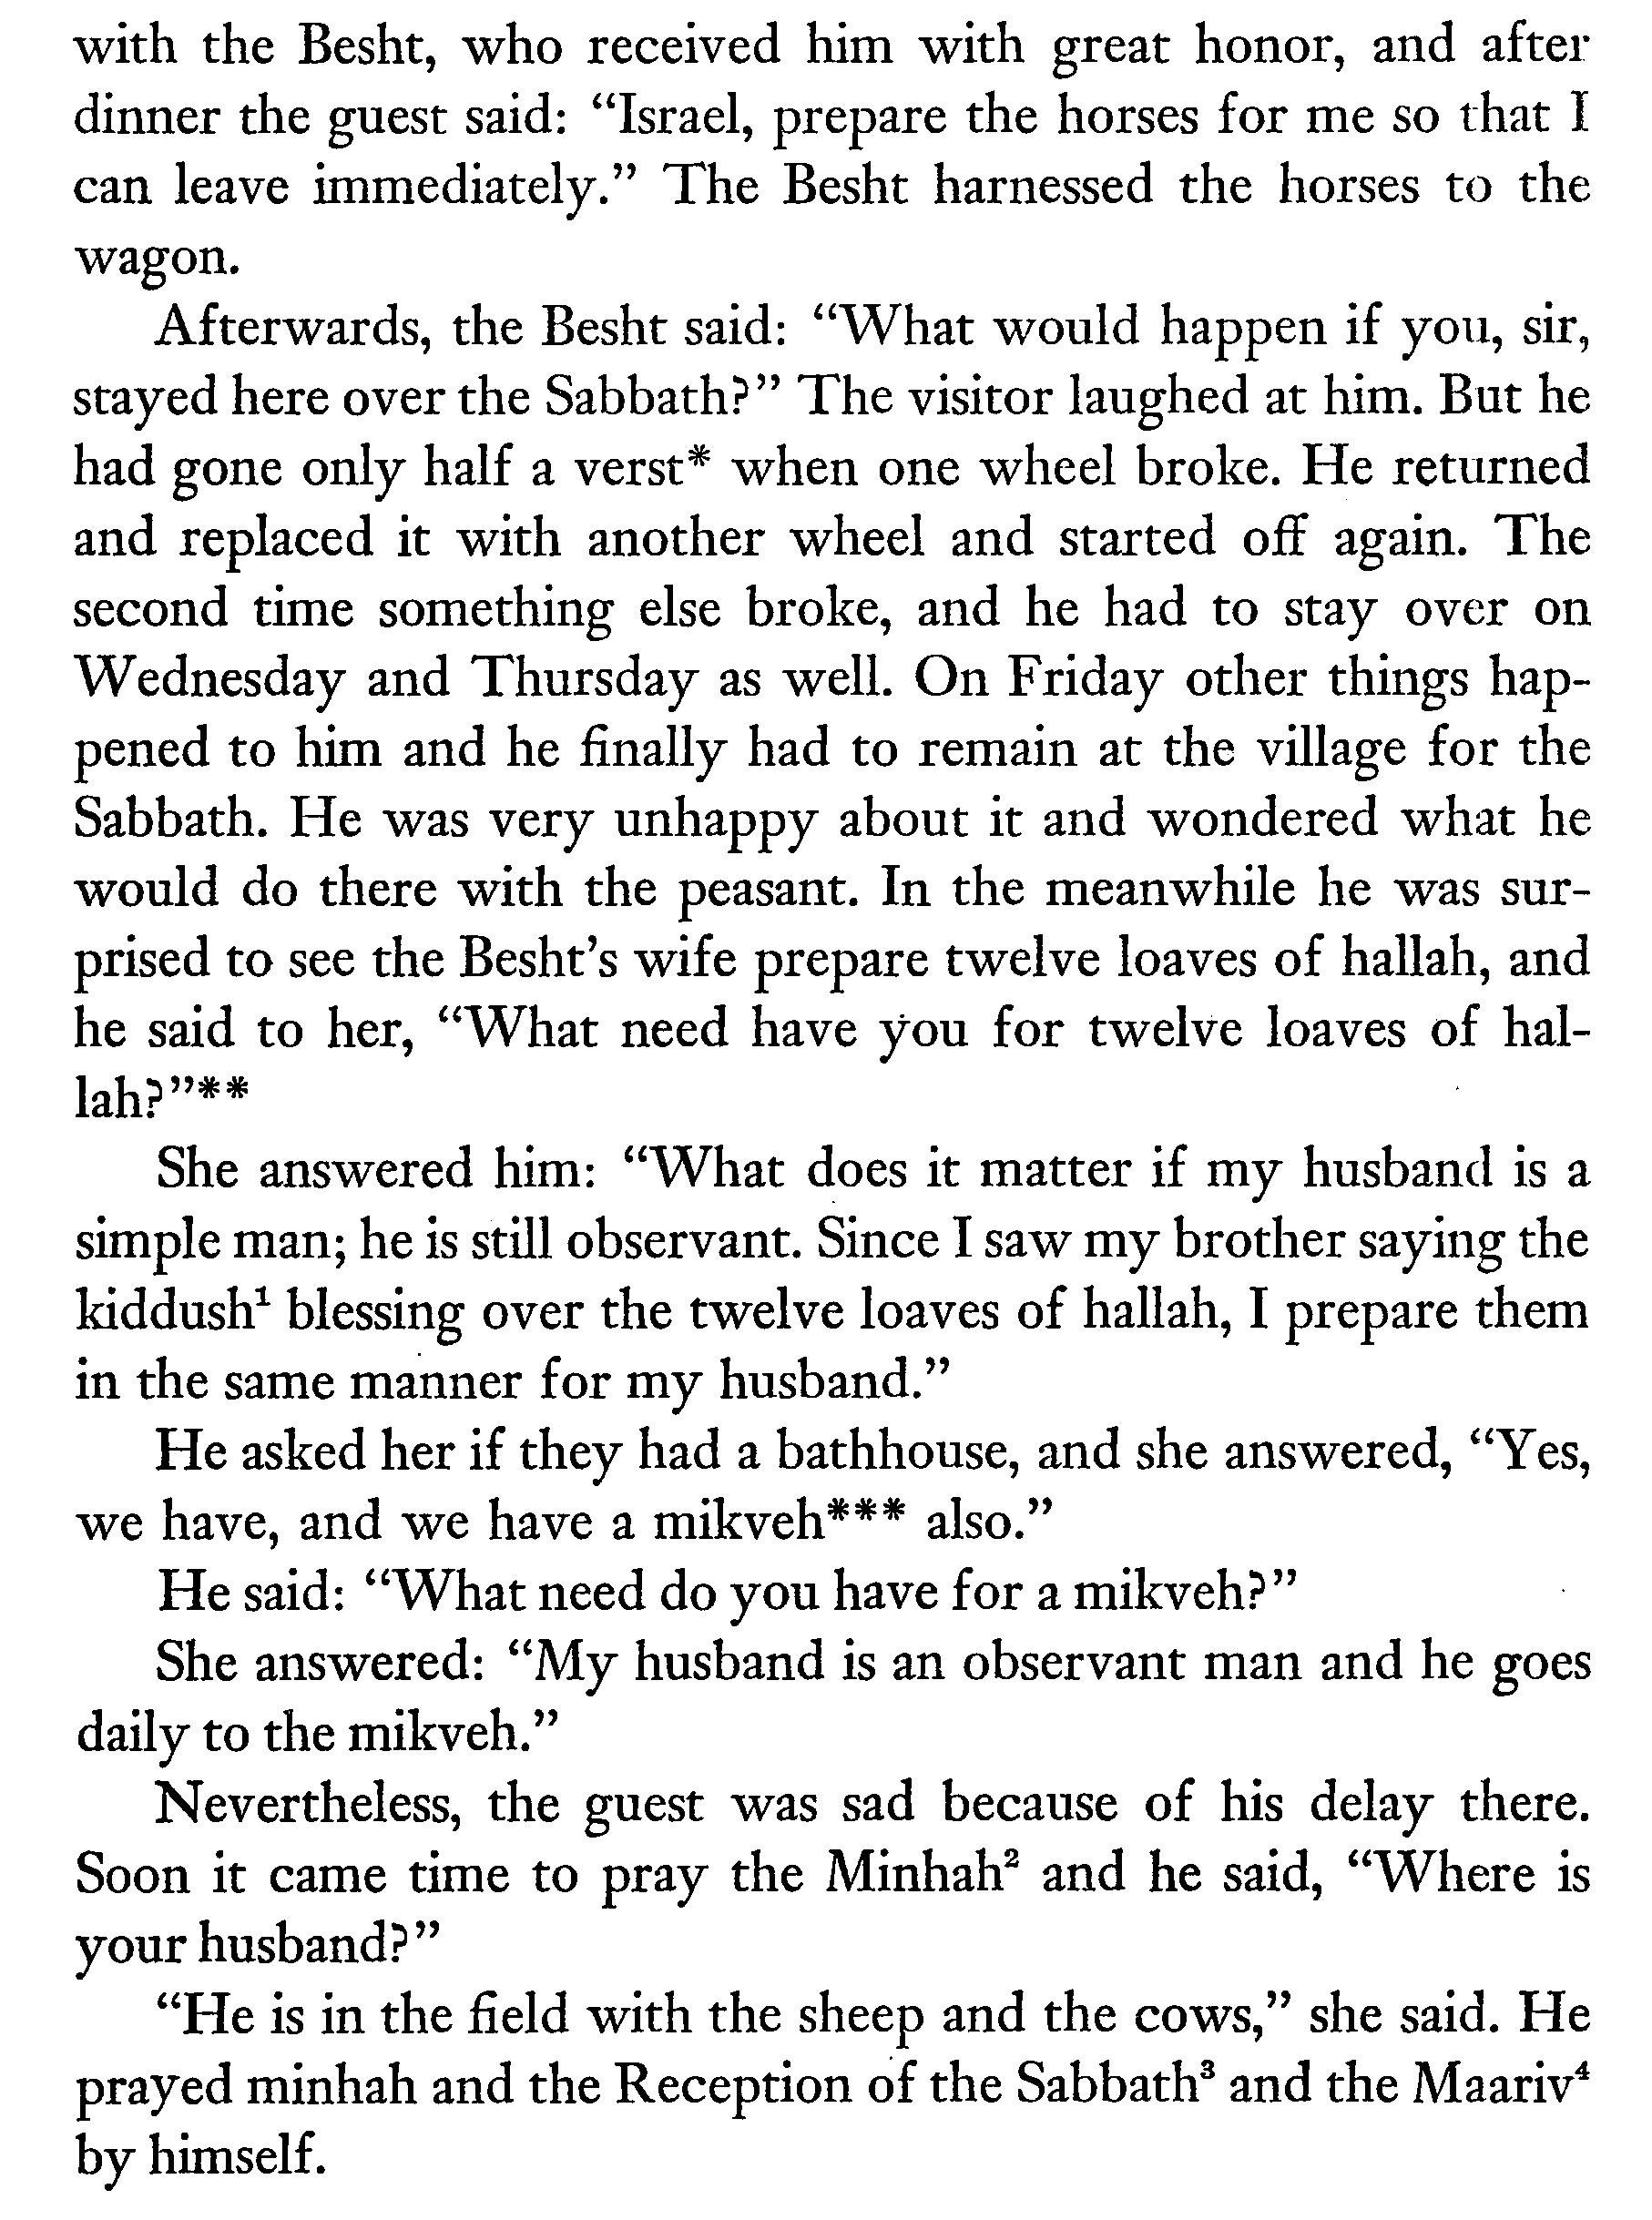 with the Besht, who received him with great honor, and after
dinner the guest said: “Israel, prepare the horses for me so that I
can leave immediately.” The Besht harnessed the horses to the
wagon.
Afterwards, the Besht said: “What would happen if you, sir,
stayed here over the Sabbath?” The visitor laughed at him. But he
had gone only half a verst* when one wheel broke. He returned
and replaced it with another wheel and started off again. The
second time something else broke, and he had to stay over on
Wednesday and Thursday as well. On Friday other things hap-
pened to him and he finally had to remain at the village for the
Sabbath. He was very unhappy about it and wondered what he
would do there with the peasant. In the meanwhile he was sur-
prised to see the Besht’s wife prepare twelve loaves of hallah, and
he said to her, “What need have you for twelve loaves of hal-
lah?”**
She answered him: “What does it matter if my husband is a
simple man; he is still observant. Since I saw my brother saying the
kiddush¹ blessing over the twelve loaves of hallah, I prepare them
in the same manner for my husband.”
He asked her if they had a bathhouse, and she answered, “Yes,
we have, and we have a mikveh*** also.”
He said: “What need do you have for a mikveh?”
She answered: “My husband is an observant man and he goes
daily to the mikveh.”
Nevertheless, the guest was sad because of his delay there.
Soon it came time to pray the Minhah² and he said, “Where is
your husband?”
“He is in the field with the sheep and the cows,” she said. He
prayed minhah and the Reception of the Sabbath³ and the Maariv⁴
by himself.